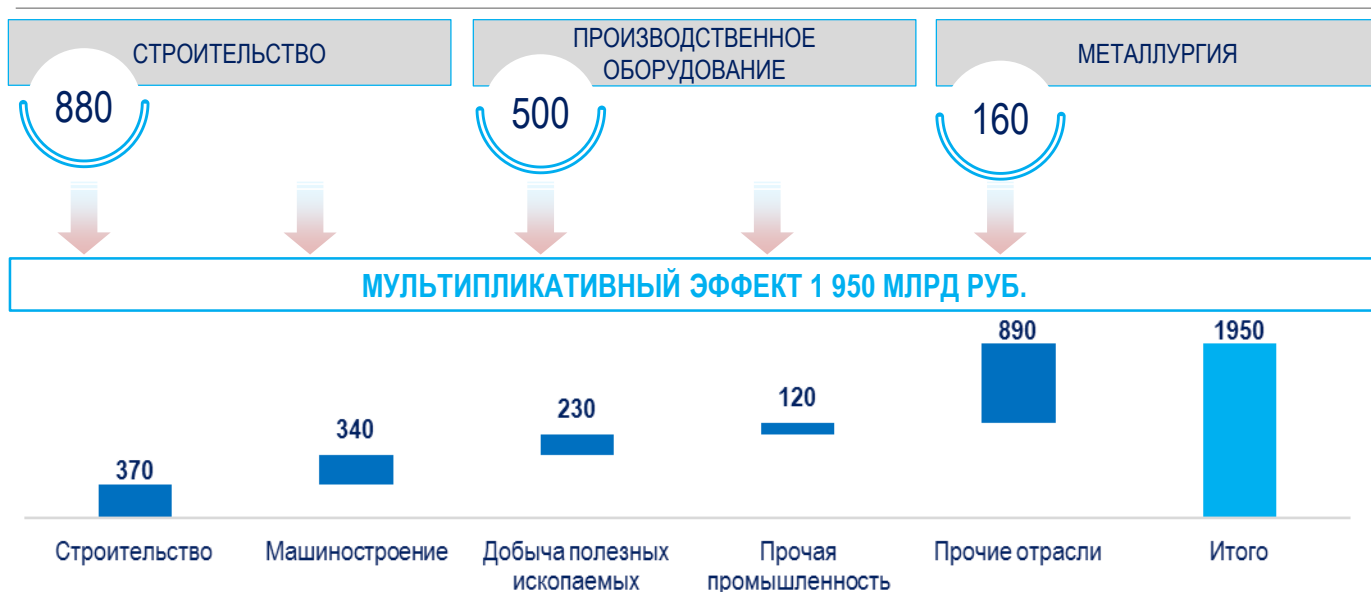 СТРОИТЕЛЬСТВО
880
ПРОИЗВОДСТВЕННОЕ
ОБОРУДОВАНИЕ
500
МЕТАЛЛУРГИЯ
160
МУЛЬТИПЛИКАТИВНЫЙ ЭФФЕКТ 1 950 МЛРД РУБ.
370
340
230
120
890
1950
Строительство
Машиностроение
Добыча полезных
ископаемых
Прочая
промышленность
Прочие отрасли
Итого